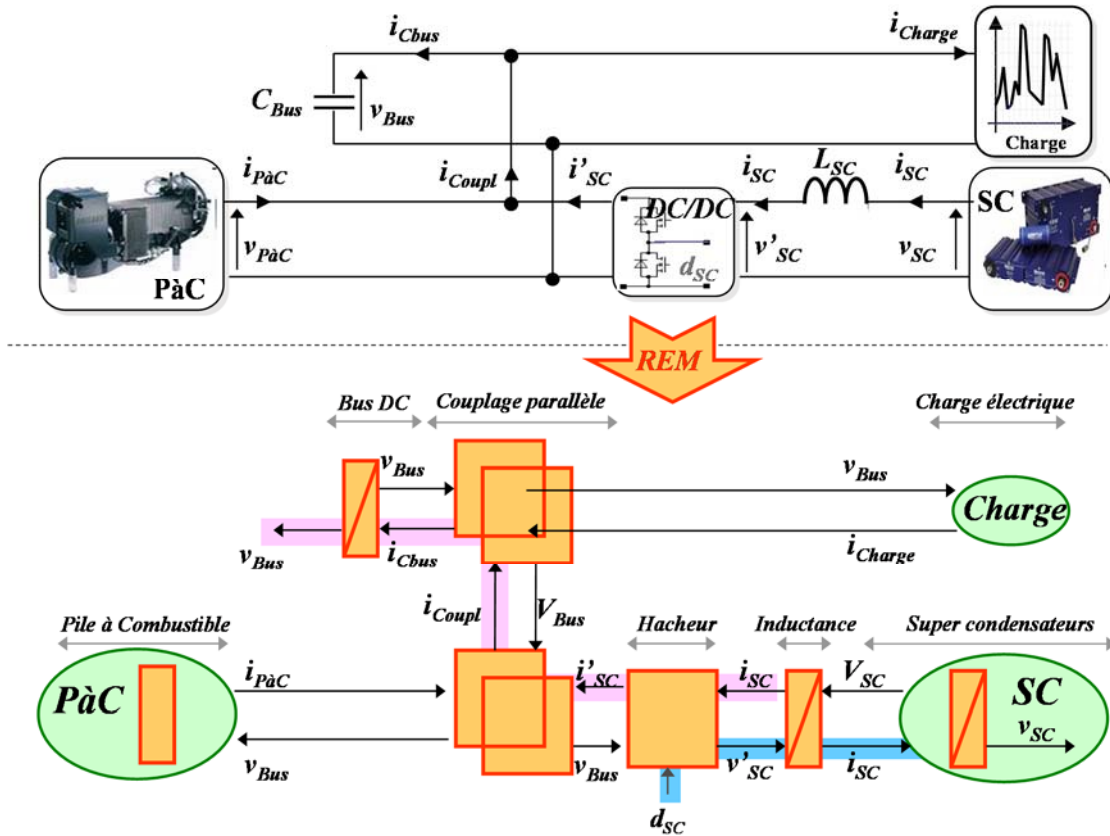 i_Cbus
i_Charge
C_Bus
v_Bus
Charge
i_PàC
i_Coupl
i'_SC
i_SC
L_SC
i_SC
DC/DC
SC
v_PàC
v'_SC
v_SC
d_SC
PàC
REM
Bus DC
Couplage parallèle
Charge électrique
v_Bus
v_Bus
Charge
v_Bus
i_Cbus
i_Charge
i_Coupl
V_Bus
Pile à Combustible
Hacheur
Inductance
Super condensateurs
i_PàC
i'_SC
i_SC
V_SC
PàC
SC
v_SC
v_Bus
v_Bus
v'_SC
i_SC
d_SC